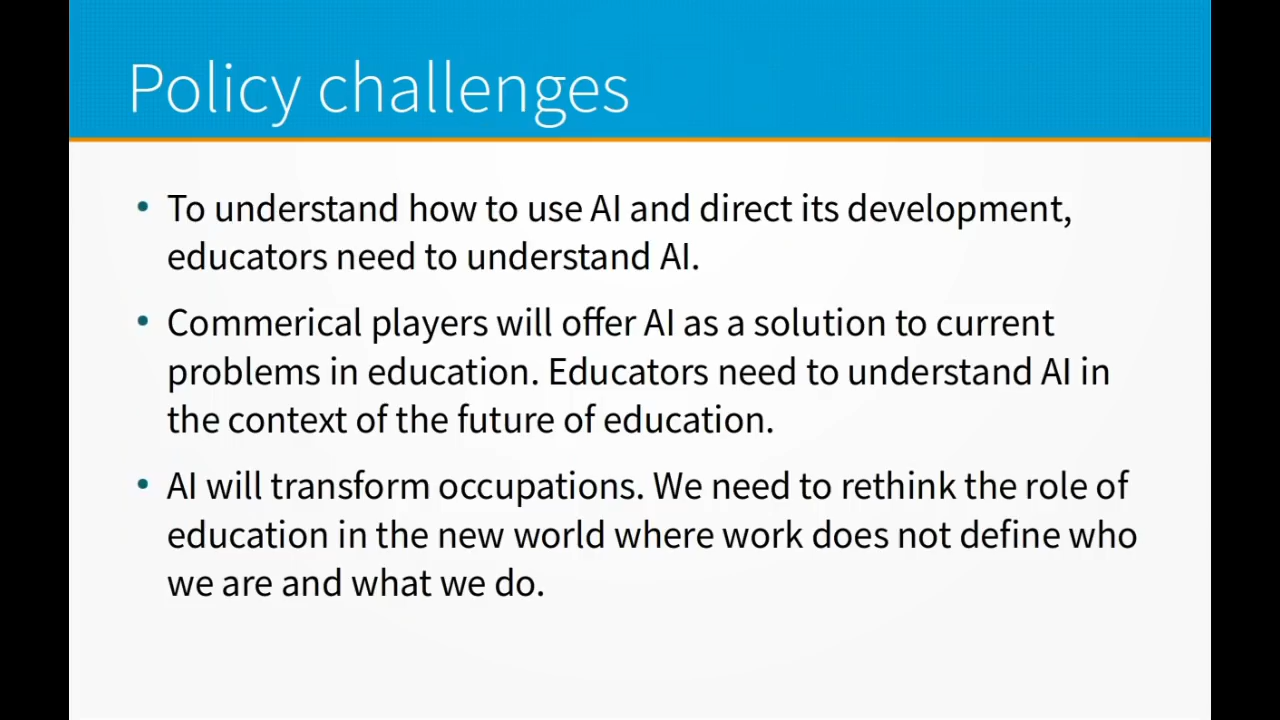 Policy challenges
• To understand how to use AI and direct its development,
educators need to understand AI.
• Commerical players will offer AI as a solution to current
problems in education. Educators need to understand AI in
the context of the future of education.
• AI will transform occupations. We need to rethink the role of
education in the new world where work does not define who
we are and what we do.